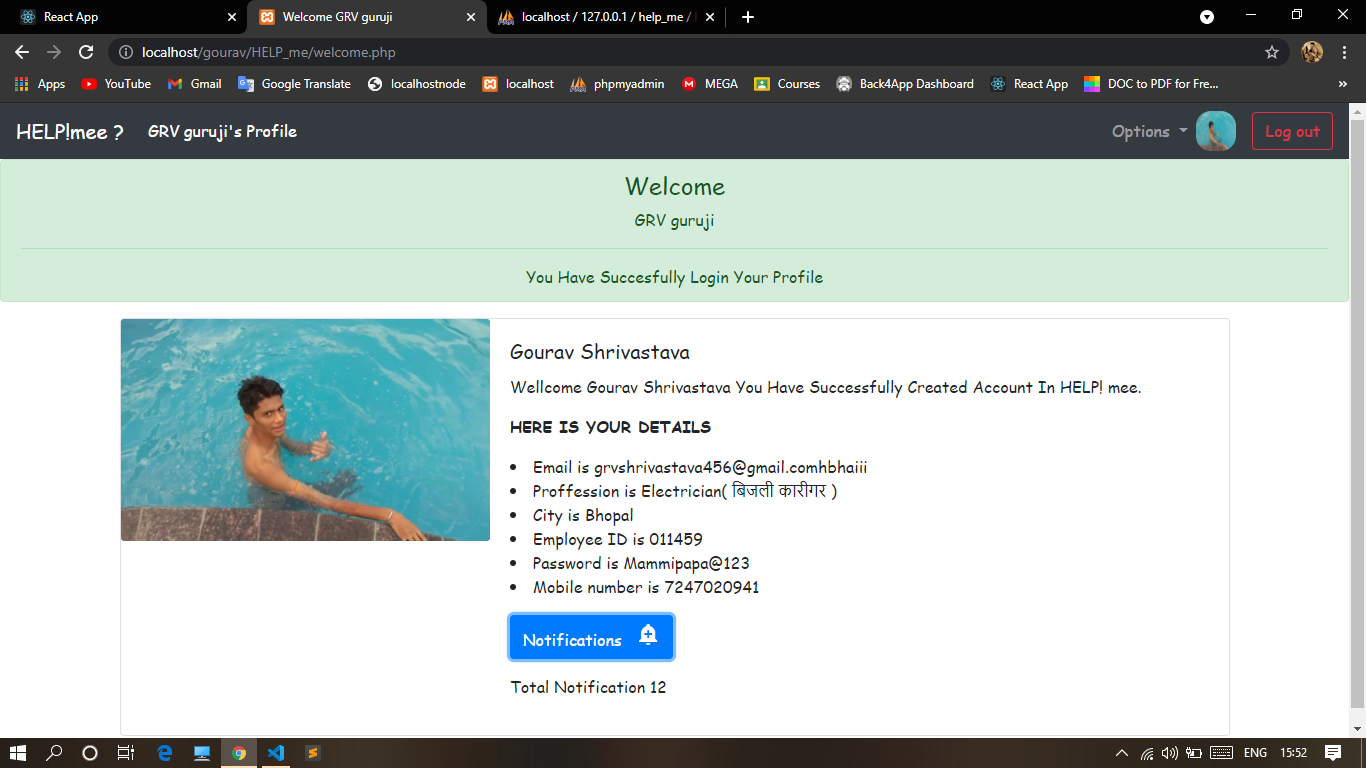 React App
Welcome GRV guruji
localhost / 127.0.0.1 / help_me /
localhost/gourav/HELP_me/welcome.php
Apps
YouTube
Gmail
Google Translate
localhostnode
localhost
phpmyadmin
MEGA
Courses
Back4App Dashboard
React App
DOC to PDF for Fre...
HELP!mee ?
GRV guruji's Profile
Options
Log out
Welcome
GRV guruji
You Have Succesfully Login Your Profile
Gourav Shrivastava
Wellcome Gourav Shrivastava You Have Successfully Created Account In HELP! mee.
HERE IS YOUR DETAILS
Email is grvshrivastava456@gmail.comhbhaiii
Proffession is Electrician( बिजली कारीगर )
City is Bhopal
Employee ID is 011459
Password is Mammipapa@123
Mobile number is 7247020941
Notifications
Total Notification 12
ENG
15:52